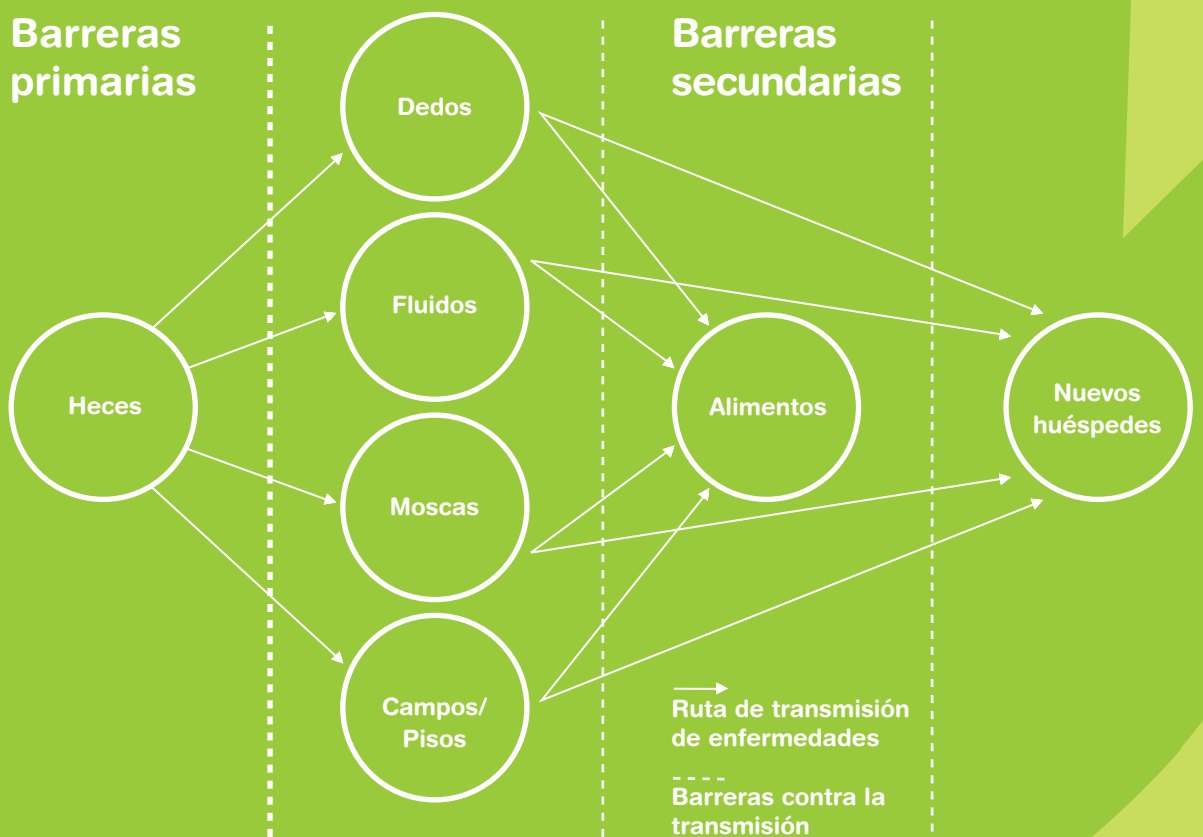 Barreras
primarias
Barreras
secundarias
Dedos
Fluidos
Heces
Alimentos
Nuevos
huéspedes
Moscas
Campos/
Pisos
Ruta de transmisión
de enfermedades
Barreras contra la
transmisión